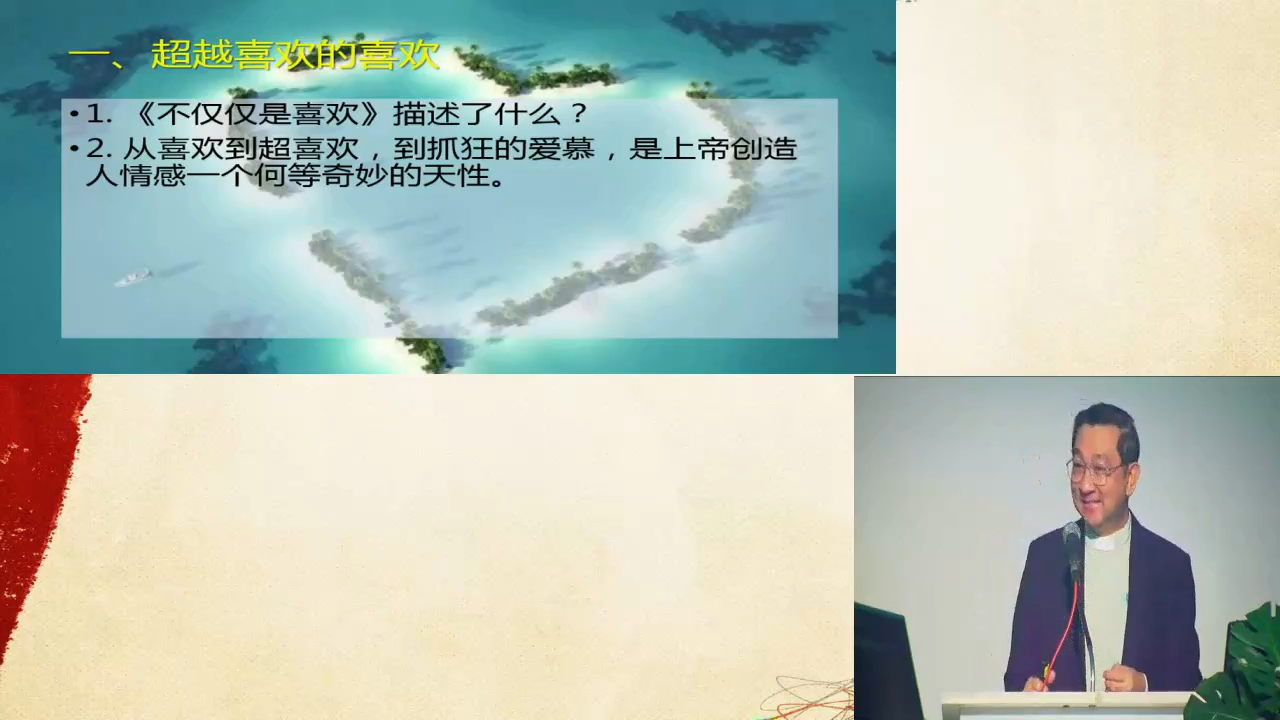 一、超越喜欢的喜欢
•1. 《不仅仅是喜欢》描述了什么？
•2. 从喜欢到超喜欢，到抓狂的爱慕，是上帝创造
人情感一个何等奇妙的天性。